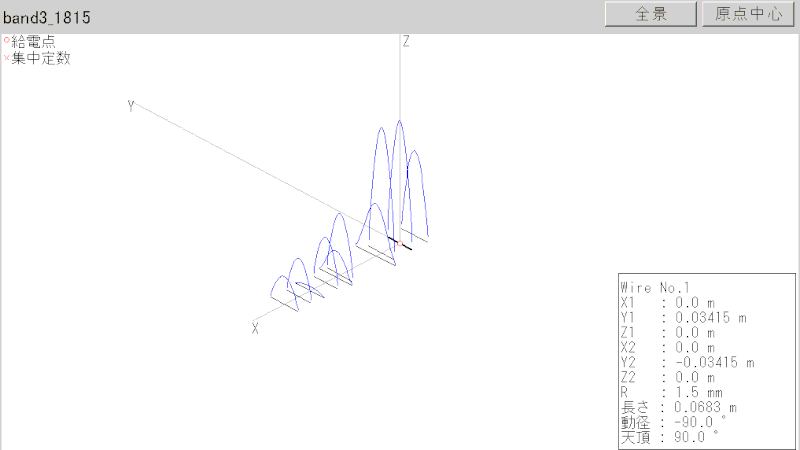 band3_1815
全景
原点中心
○給電点
×集中定数
Z
Y
X
Wire No.1
X1 : 0.0 m
Y1 : 0.03415 m
Z1 : 0.0 m
X2 : 0.0 m
Y2 : -0.03415 m
Z2 : 0.0 m
R : 1.5 mm
長さ : 0.0683 m
動径 : -90.0 °
天頂 : 90.0 °